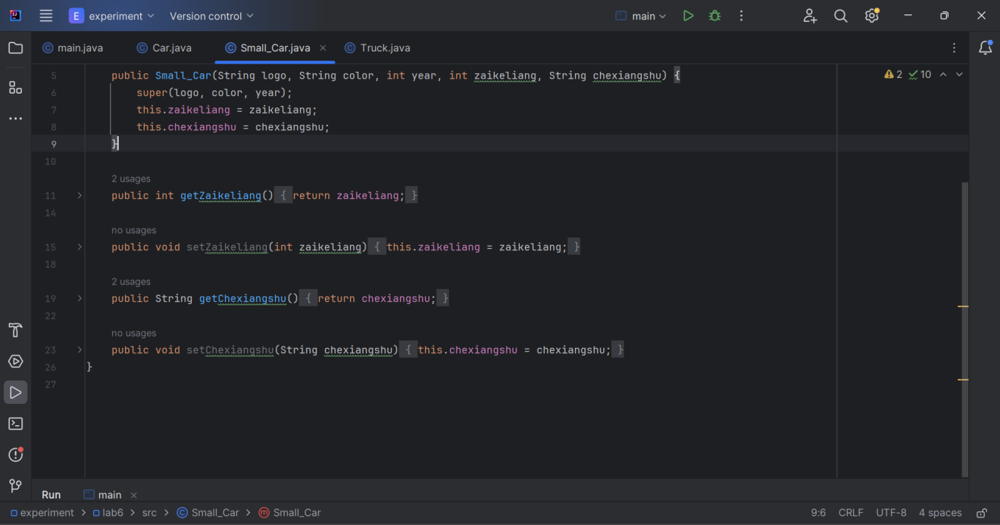 E experiment Version control main
main.java Car.java Small_Car.java Truck.java
5 public Small_Car(String logo, String color, int year, int zaikeliang, String chexiangshu) { 2 10
6 super(logo, color, year);
7 this.zaikeliang = zaikeliang;
8 this.chexiangshu = chexiangshu;
9 }
10
2 usages
11 public int getZaikeliang() { return zaikeliang; }
14
no usages
15 public void setZaikeliang(int zaikeliang) { this.zaikeliang = zaikeliang; }
18
2 usages
19 public String getChexiangshu() { return chexiangshu; }
22
no usages
23 public void setChexiangshu(String chexiangshu) { this.chexiangshu = chexiangshu; }
26 }
27
Run main
experiment > lab6 > src > C Small_Car > m Small_Car 9:6 CRLF UTF-8 4 spaces